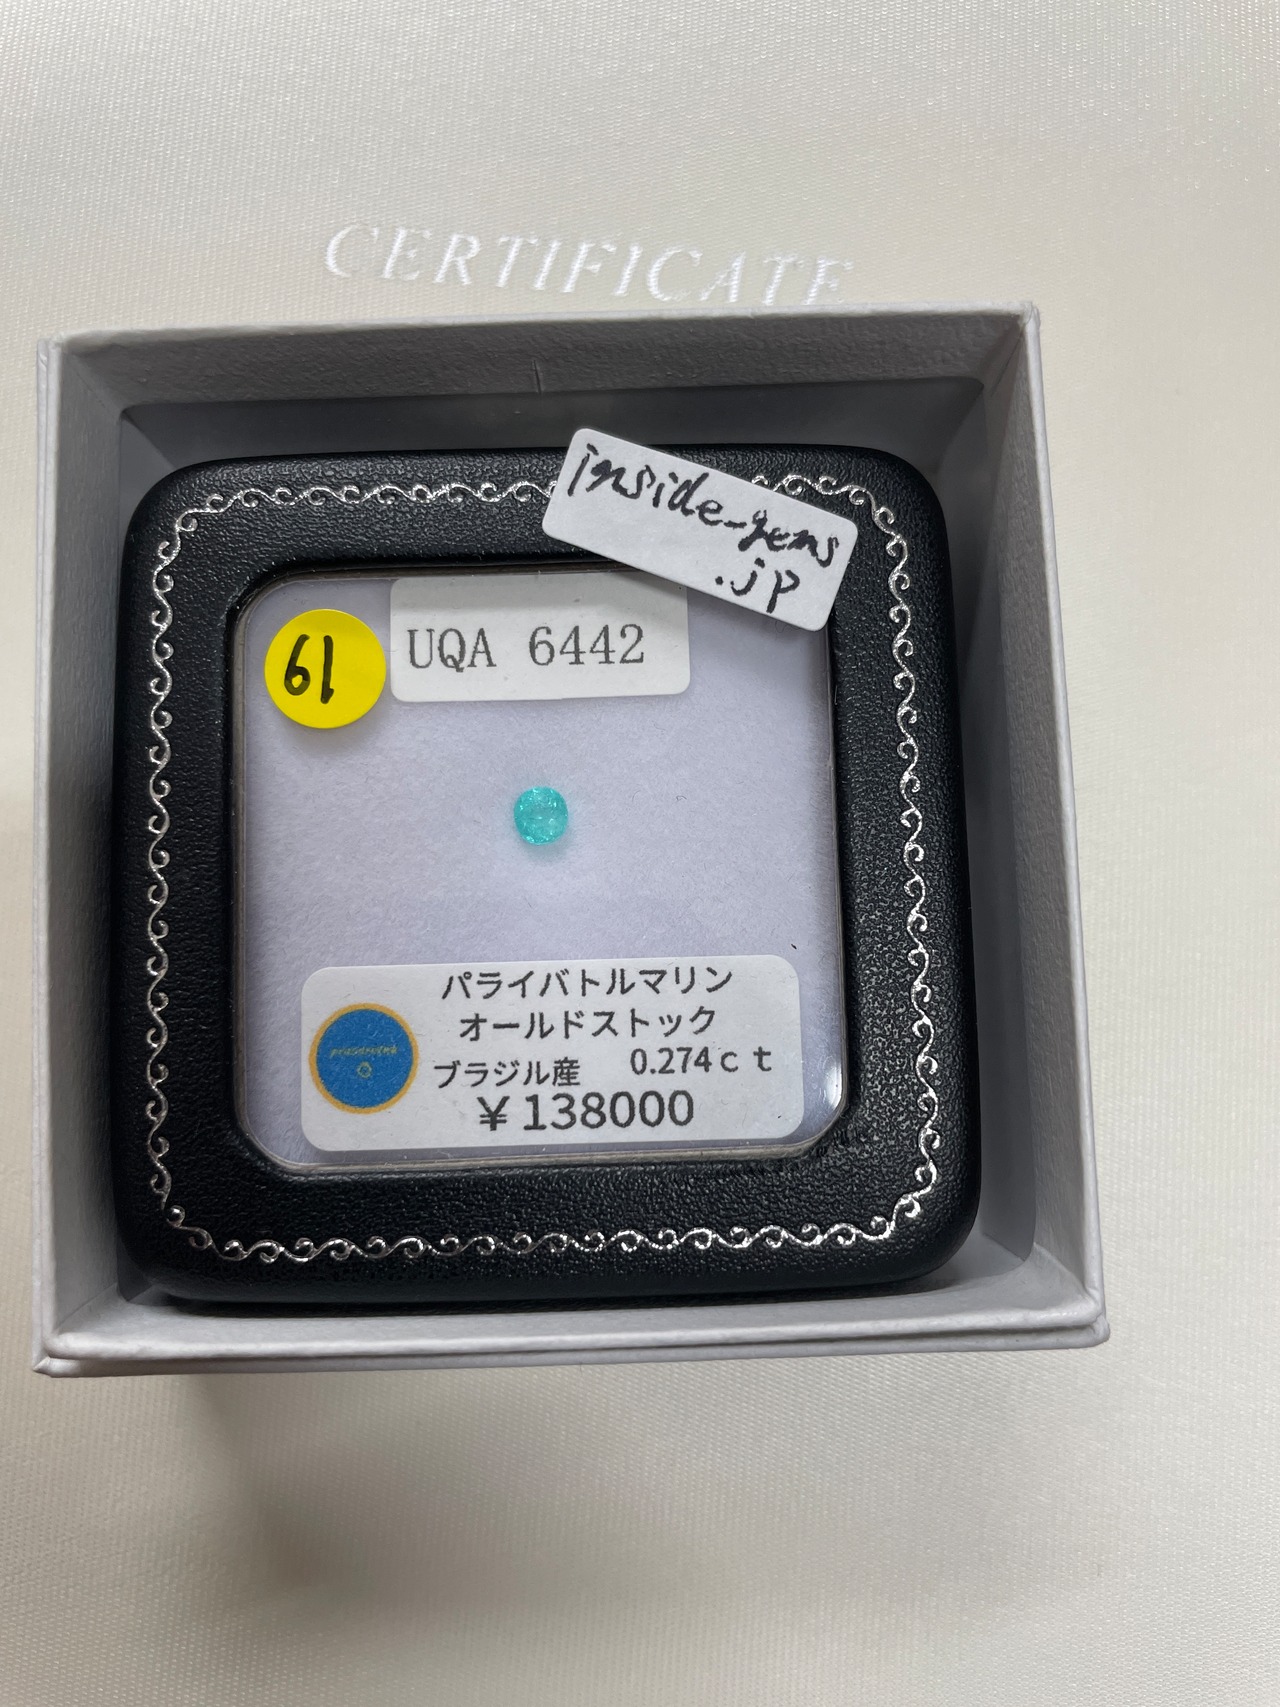 CERTIFICATE
inside-gems
.jp
61
UQA 6442
パライバトルマリン
オールドストック
ブラジル産 0.274ct
¥138000